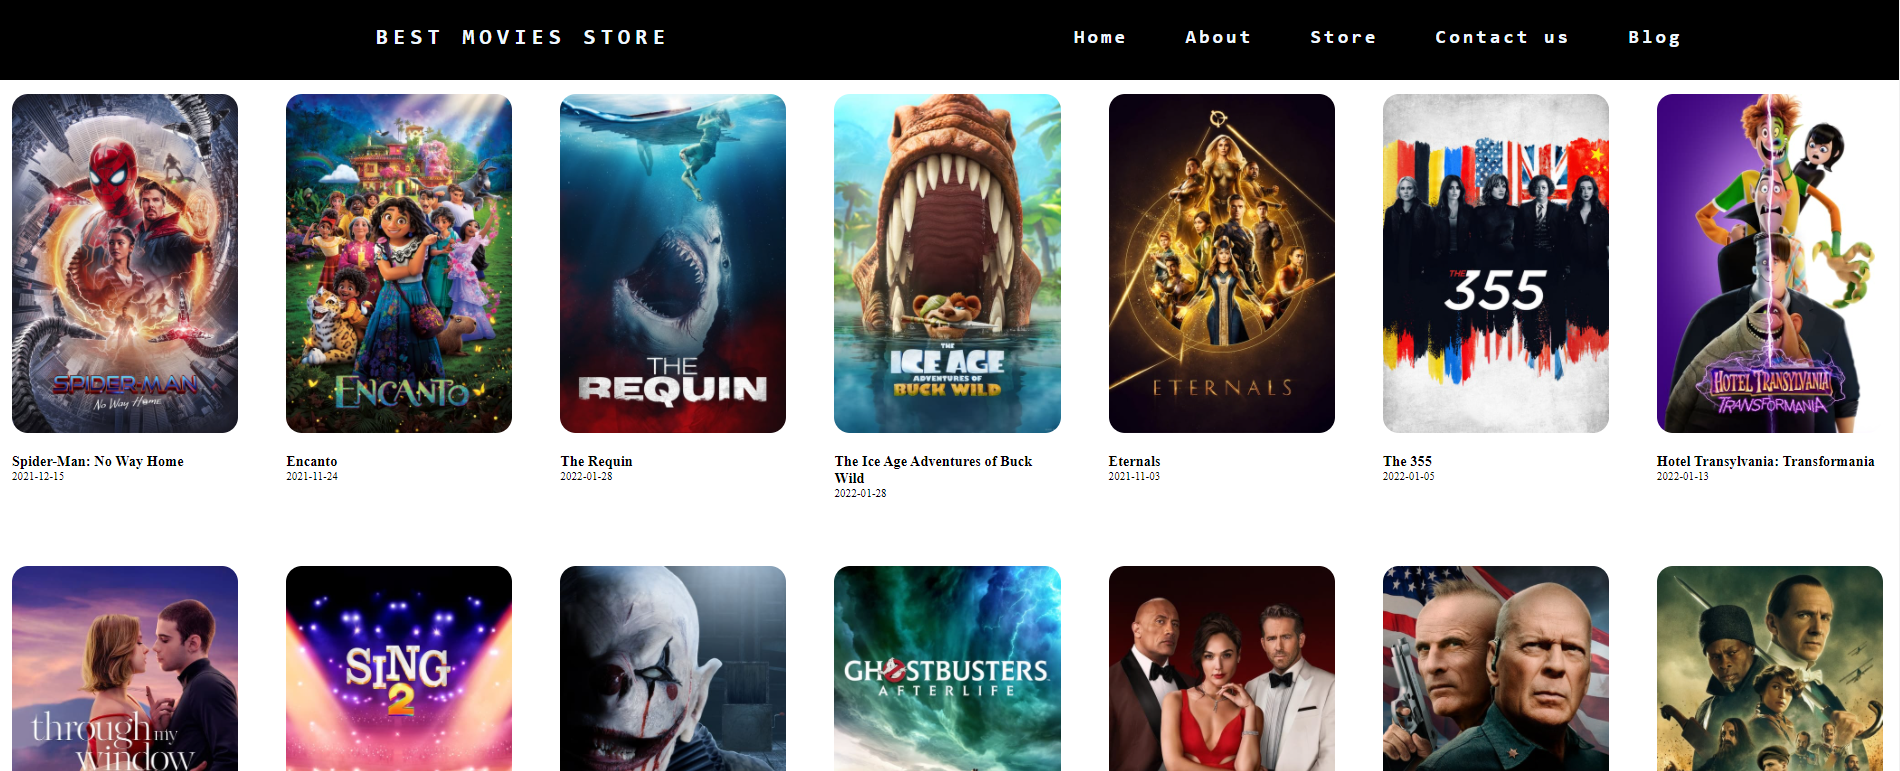 BEST MOVIES STORE
Home
About
Store
Contact us
Blog
SPIDER-MAN
No Way Home
ENCANTO
THE
REQUIN
THE
ICE AGE
ADVENTURES OF
BUCK WILD
ETERNALS
THE
355
HOTEL TRANSYLVANIA
TRANSFORMANIA
Spider-Man: No Way Home
2021-12-15
Encanto
2021-11-24
The Requin
2022-01-28
The Ice Age Adventures of Buck
Wild
2022-01-28
Eternals
2021-11-03
The 355
2022-01-05
Hotel Transylvania: Transformania
2022-01-13
through my
window
SING
2
GHOSTBUSTERS
AFTERLIFE